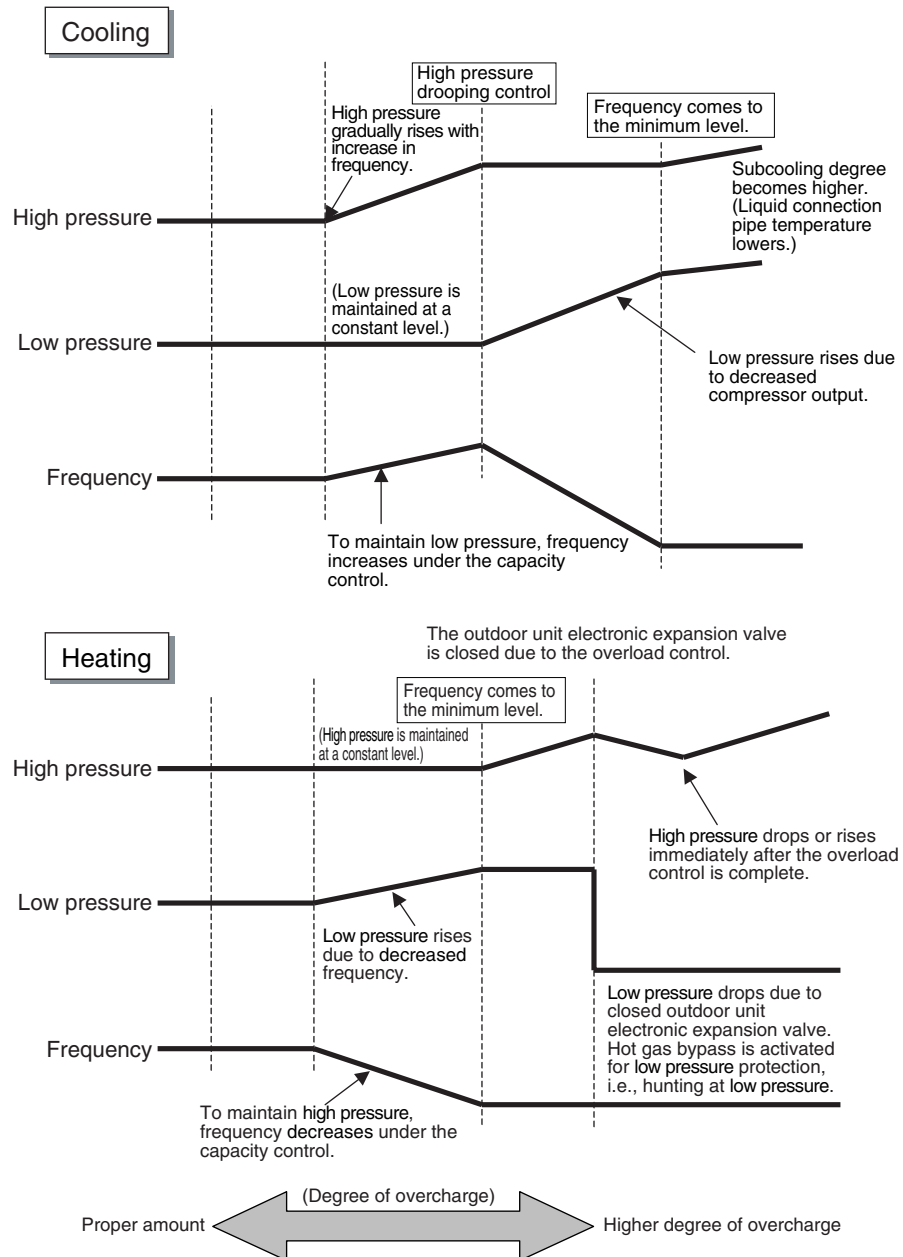 Cooling
High pressure
drooping control
Frequency comes to
the minimum level.
High pressure
gradually rises with
increase in
frequency.
Subcooling degree
becomes higher.
(Liquid connection
pipe temperature
lowers.)
High pressure
(Low pressure is
maintained at a
constant level.)
Low pressure
Low pressure rises due
to decreased
compressor output.
Frequency
To maintain low pressure, frequency
increases under the capacity
control.
Heating
The outdoor unit electronic expansion valve
is closed due to the overload control.
Frequency comes to
the minimum level.
(High pressure is maintained
at a constant level.)
High pressure
High pressure drops or rises
immediately after the overload
control is complete.
Low pressure
Low pressure rises
due to decreased
frequency.
Low pressure drops due to
closed outdoor unit
electronic expansion valve.
Hot gas bypass is activated
for low pressure protection,
i.e., hunting at low pressure.
Frequency
To maintain high pressure,
frequency decreases under the
capacity control.
(Degree of overcharge)
Proper amount
Higher degree of overcharge